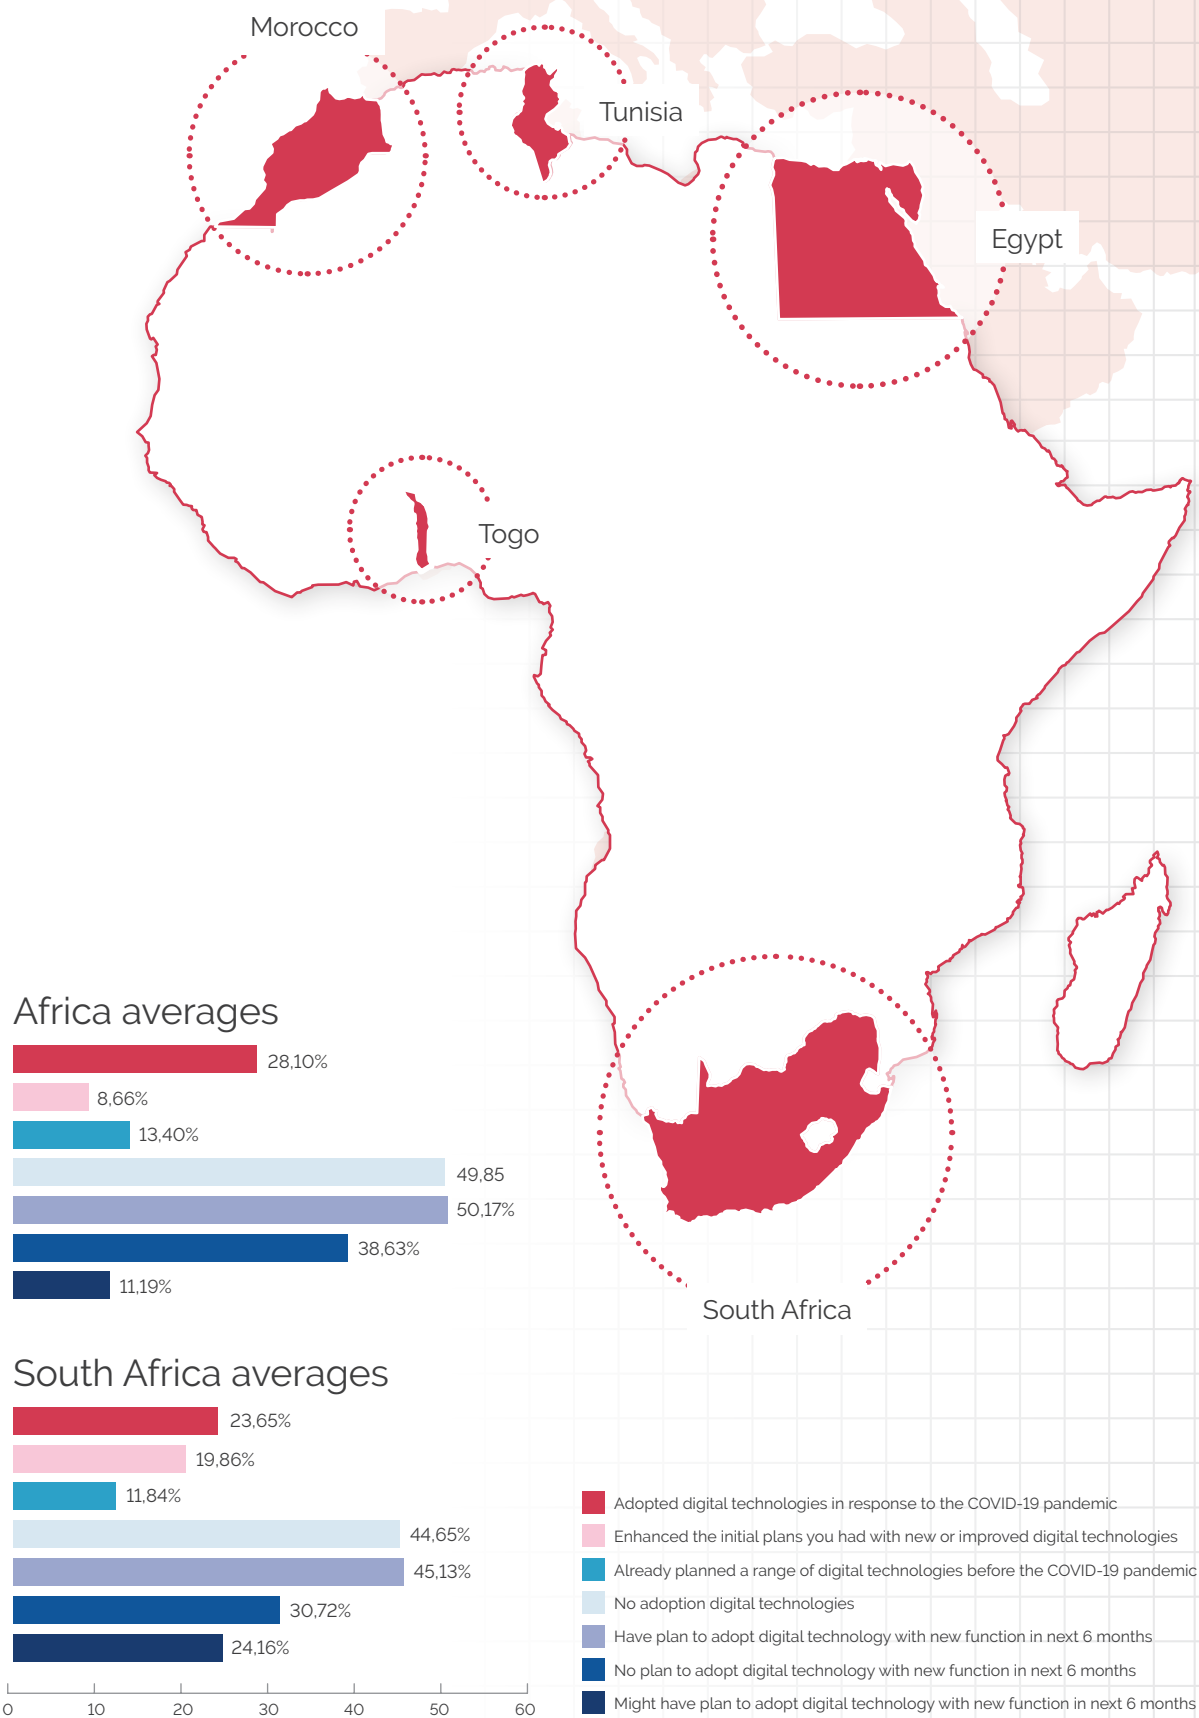 Morocco
Tunisia
Egypt
Togo
South Africa
Africa averages
28,10%
8,66%
13,40%
49,85
50,17%
38,63%
11,19%
South Africa averages
23,65%
19,86%
11,84%
44,65%
45,13%
30,72%
24,16%
0 10 20 30 40 50 60
Adopted digital technologies in response to the COVID-19 pandemic
Enhanced the initial plans you had with new or improved digital technologies
Already planned a range of digital technologies before the COVID-19 pandemic
No adoption digital technologies
Have plan to adopt digital technology with new function in next 6 months
No plan to adopt digital technology with new function in next 6 months
Might have plan to adopt digital technology with new function in next 6 months